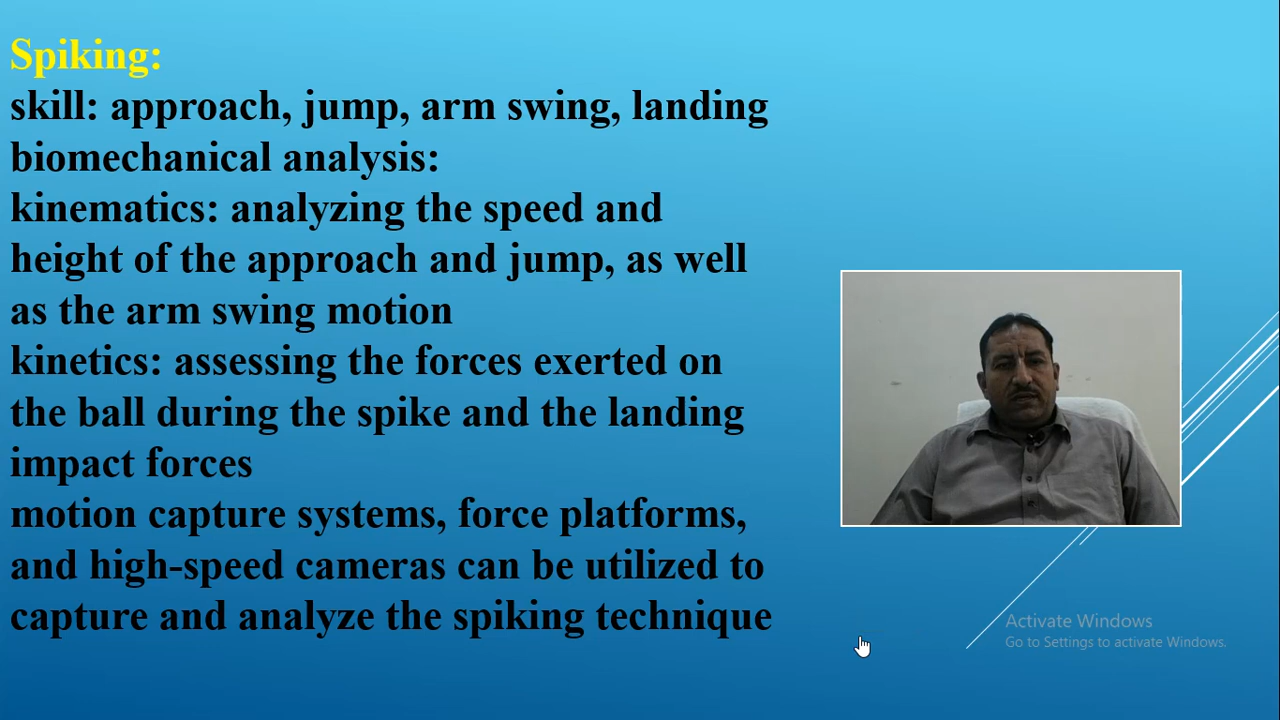 Spiking:
skill: approach, jump, arm swing, landing
biomechanical analysis:
kinematics: analyzing the speed and
height of the approach and jump, as well
as the arm swing motion
kinetics: assessing the forces exerted on
the ball during the spike and the landing
impact forces
motion capture systems, force platforms,
and high-speed cameras can be utilized to
capture and analyze the spiking technique
Activate Windows
Go to Settings to activate Windows.